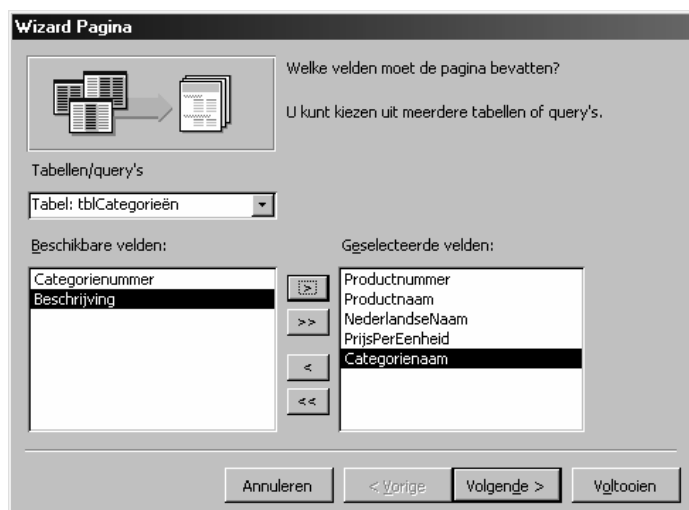 Wizard Pagina
Welke velden moet de pagina bevatten?
U kunt kiezen uit meerdere tabellen of query's.
Tabellen/query's
Tabel: tblCategorieën
Beschikbare velden:
Geselecteerde velden:
Categorienummer
Beschrijving
>
>>
<
<<
Productnummer
Productnaam
NederlandseNaam
PrijsPerEenheid
Categorienaam
Annuleren
< Vorige
Volgende >
Voltooien